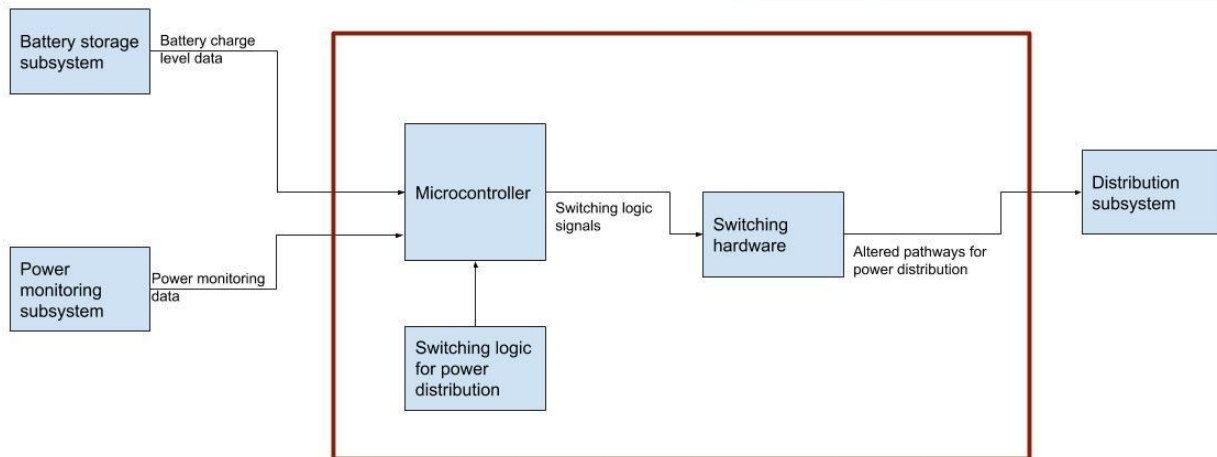 Battery storage
subsystem
Battery charge
level data
Microcontroller
Switching logic
signals
Switching
hardware
Distribution
subsystem
Altered pathways for
power distribution
Power
monitoring
subsystem
Power monitoring
data
Switching logic
for power
distribution